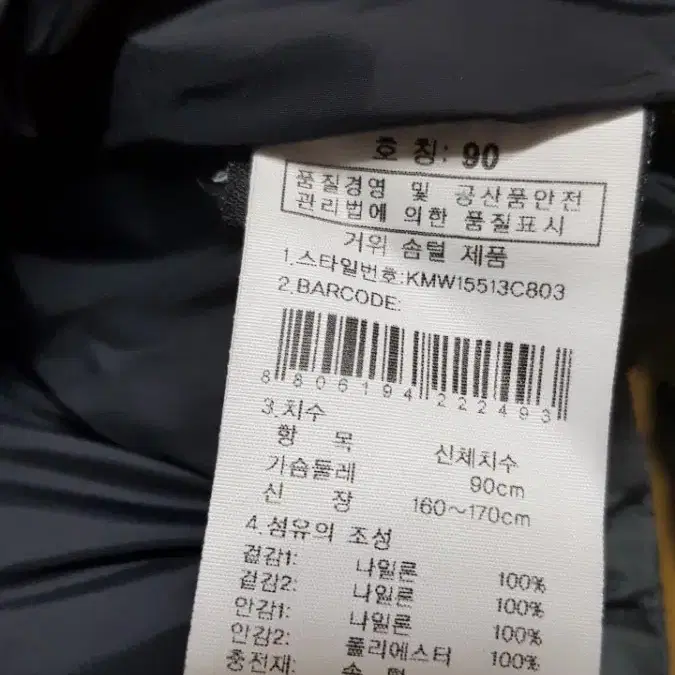 호 칭: 90
품질경영 및 공산품안전
관리법에 의한 품질표시
거위 솜털 제품
1.스타일번호:KMW15513C803
2.BARCODE:
8806194222493
3.치수
항 목 신체치수
가슴둘레 90cm
신 장 160~170cm
4.섬유의 조성
겉감1: 나일론 100%
겉감2: 나일론 100%
안감1: 나일론 100%
안감2: 폴리에스터 100%
충전재: 솜 털